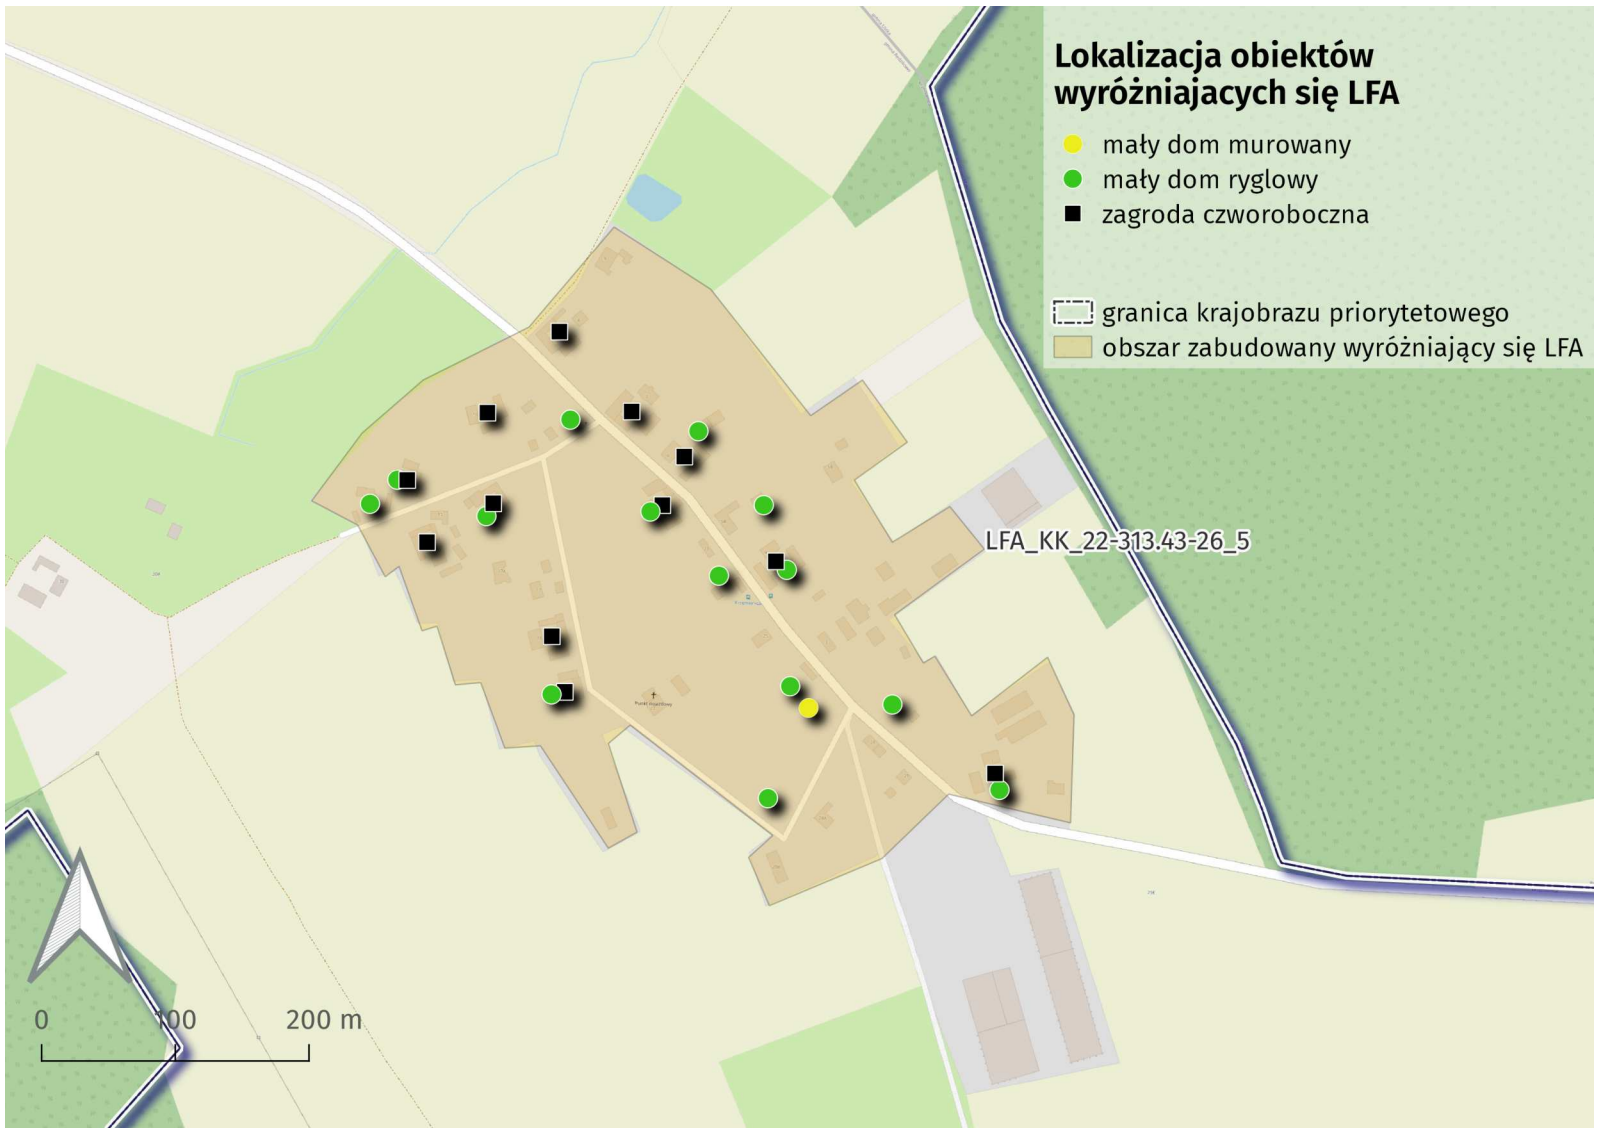 Lokalizacja obiektów
wyróżniajacych się LFA
mały dom murowany
mały dom ryglowy
zagroda czworoboczna
granica krajobrazu priorytetowego
obszar zabudowany wyróżniający się LFA
LFA_KK_22-313.43-26_5
0 100 200 m